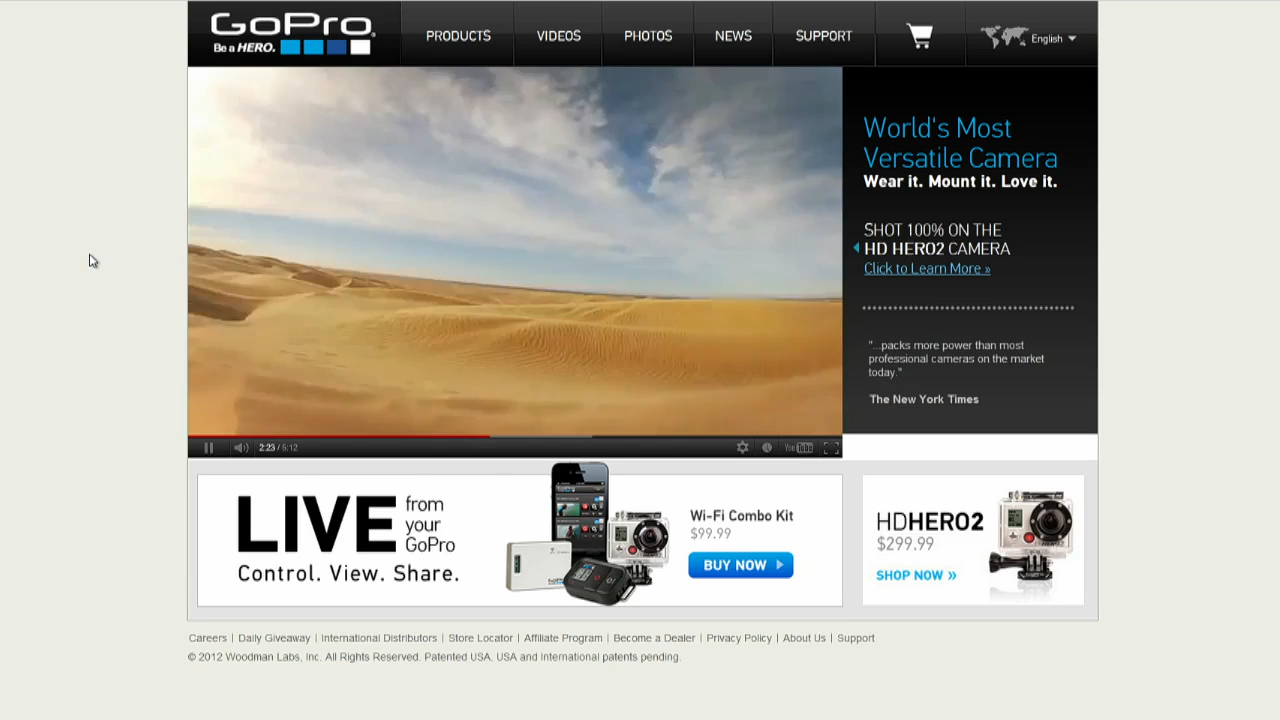 GoPro
Be a HERO.
PRODUCTS VIDEOS PHOTOS NEWS SUPPORT English
World's Most
Versatile Camera
Wear it. Mount it. Love it.
SHOT 100% ON THE
HD HERO2 CAMERA
Click to Learn More »
"...packs more power than most
professional cameras on the market
today."
The New York Times
2:23 / 5:12 YouTube
LIVE from
your
GoPro
Control. View. Share.
Wi-Fi Combo Kit
$99.99
BUY NOW
HDHERO2
$299.99
SHOP NOW »
Careers | Daily Giveaway | International Distributors | Store Locator | Affiliate Program | Become a Dealer | Privacy Policy | About Us | Support
© 2012 Woodman Labs, Inc. All Rights Reserved. Patented USA. USA and International patents pending.